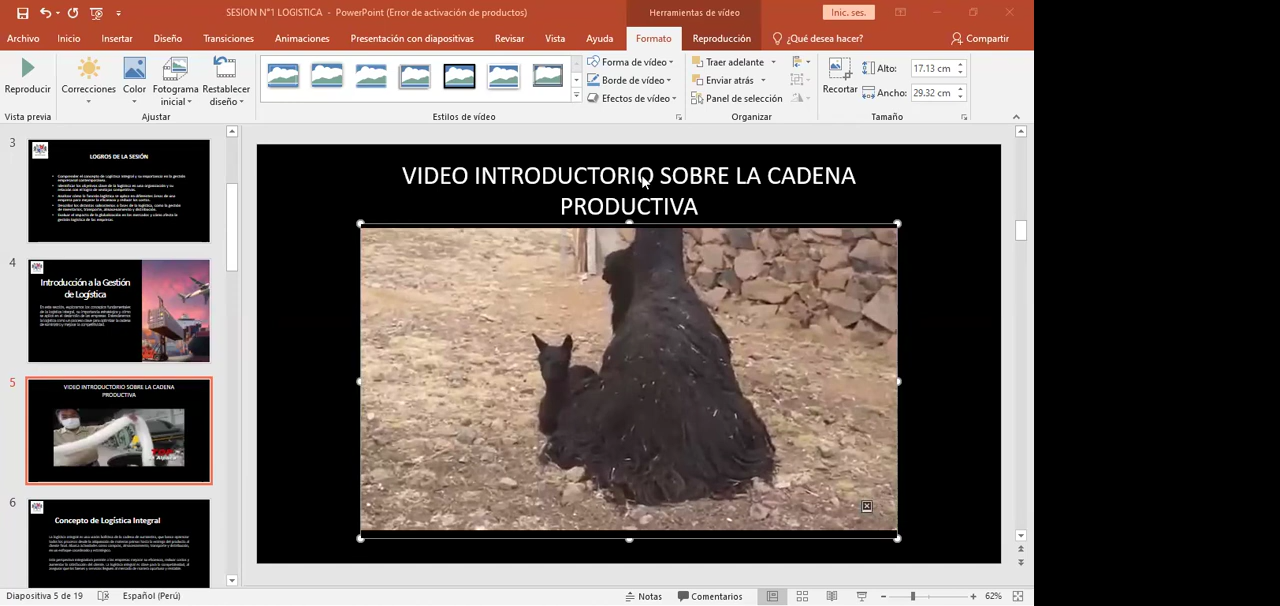 SESION N°1 LOGISTICA - PowerPoint (Error de activación de productos)
Herramientas de vídeo
Inic. ses.
Archivo Inicio Insertar Diseño Transiciones Animaciones Presentación con diapositivas Revisar Vista Ayuda Formato Reproducción ¿Qué desea hacer? Compartir
Reproducir
Correcciones
Color
Fotograma inicial
Restablecer diseño
Forma de vídeo
Borde de vídeo
Efectos de vídeo
Traer adelante
Enviar atrás
Panel de selección
Recortar
Alto: 17.13 cm
Ancho: 29.32 cm
Vista previa Ajustar Estilos de vídeo Organizar Tamaño
3
LOGROS DE LA SESIÓN
4
Introducción a la Gestión
de Logística
5
VIDEO INTRODUCTORIO SOBRE LA CADENA
PRODUCTIVA
6
Concepto de Logística Integral
VIDEO INTRODUCTORIO SOBRE LA CADENA
PRODUCTIVA
Diapositiva 5 de 19 Español (Perú) Notas Comentarios 62%